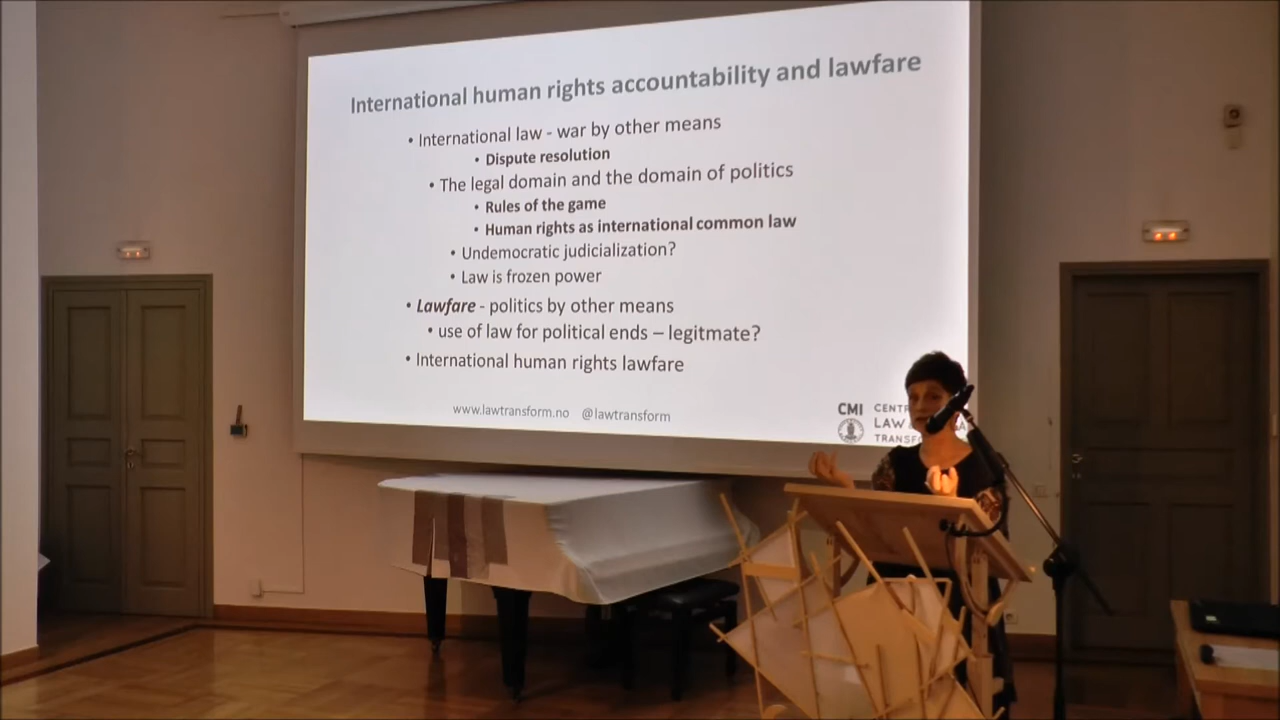 International human rights accountability and lawfare
• International law - war by other means
• Dispute resolution
• The legal domain and the domain of politics
• Rules of the game
• Human rights as international common law
• Undemocratic judicialization?
• Law is frozen power
• Lawfare - politics by other means
• use of law for political ends – legitmate?
• International human rights lawfare
www.lawtransform.no @lawtransform
CMI
LAW